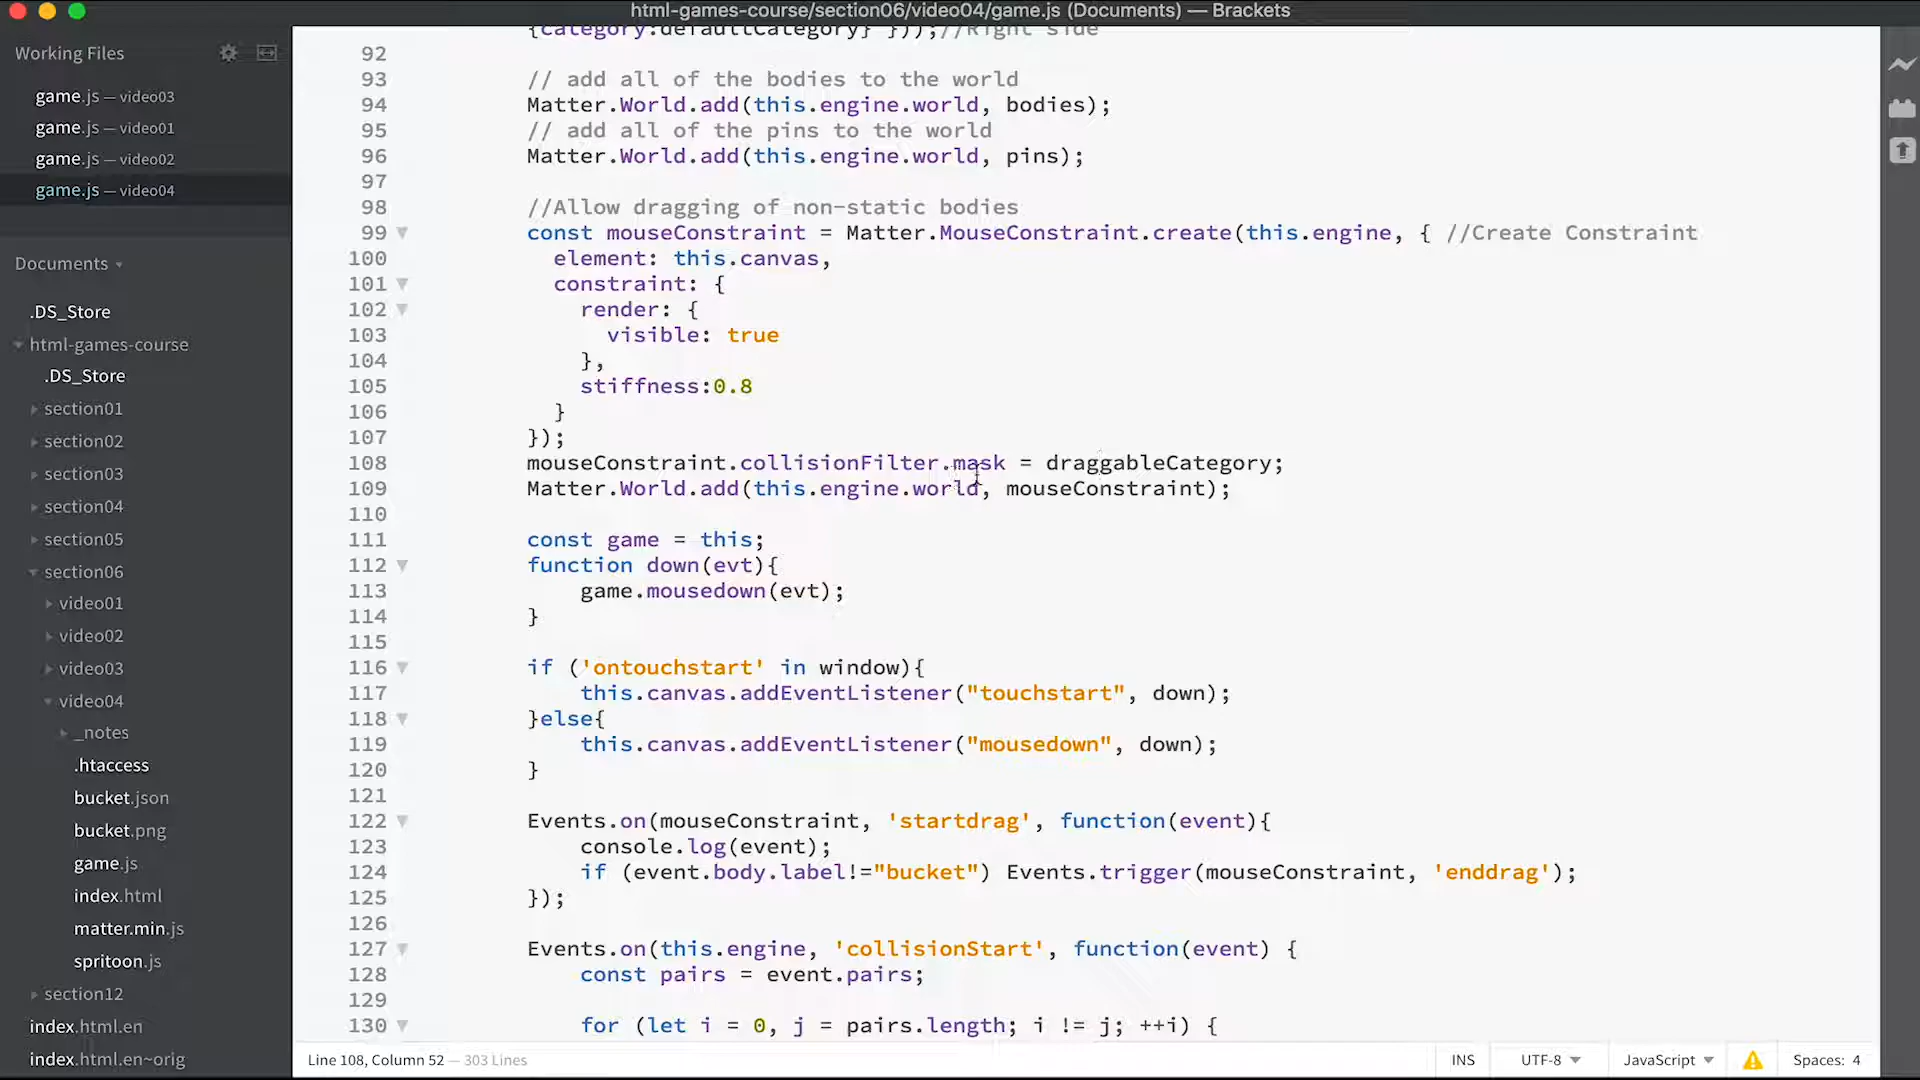 html-games-course/section06/video04/game.js (Documents) — Brackets
Working Files
game.js — video03
game.js — video01
game.js — video02
game.js — video04
Documents
.DS_Store
html-games-course
.DS_Store
section01
section02
section03
section04
section05
section06
video01
video02
video03
video04
_notes
.htaccess
bucket.json
bucket.png
game.js
index.html
matter.min.js
spritoon.js
section12
index.html.en
index.html.en~orig
{category:defaultCategory} }));//Right side
92
93 // add all of the bodies to the world
94 Matter.World.add(this.engine.world, bodies);
95 // add all of the pins to the world
96 Matter.World.add(this.engine.world, pins);
97
98 //Allow dragging of non-static bodies
99 const mouseConstraint = Matter.MouseConstraint.create(this.engine, { //Create Constraint
100 element: this.canvas,
101 constraint: {
102 render: {
103 visible: true
104 },
105 stiffness:0.8
106 }
107 });
108 mouseConstraint.collisionFilter.mask = draggableCategory;
109 Matter.World.add(this.engine.world, mouseConstraint);
110
111 const game = this;
112 function down(evt){
113 game.mousedown(evt);
114 }
115
116 if ('ontouchstart' in window){
117 this.canvas.addEventListener("touchstart", down);
118 }else{
119 this.canvas.addEventListener("mousedown", down);
120 }
121
122 Events.on(mouseConstraint, 'startdrag', function(event){
123 console.log(event);
124 if (event.body.label!="bucket") Events.trigger(mouseConstraint, 'enddrag');
125 });
126
127 Events.on(this.engine, 'collisionStart', function(event) {
128 const pairs = event.pairs;
129
130 for (let i = 0, j = pairs.length; i != j; ++i) {
Line 108, Column 52 — 303 Lines
INS
UTF-8
JavaScript
Spaces: 4